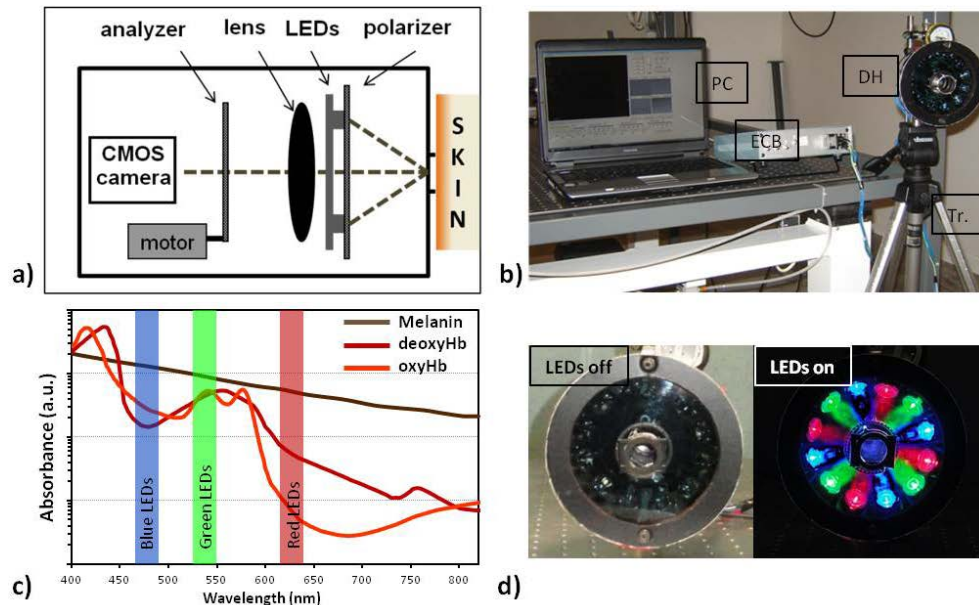 analyzer
lens LEDs
polarizer
CMOS
camera
motor
S
K
I
N
a)
PC
ECB
DH
Tr.
b)
Absorbance (a.u.)
Melanin
deoxyHb
oxyHb
Blue LEDs
Green LEDs
Red LEDs
400 450 500 550 600 650 700 750 800
Wavelength (nm)
c)
LEDs off
LEDs on
d)